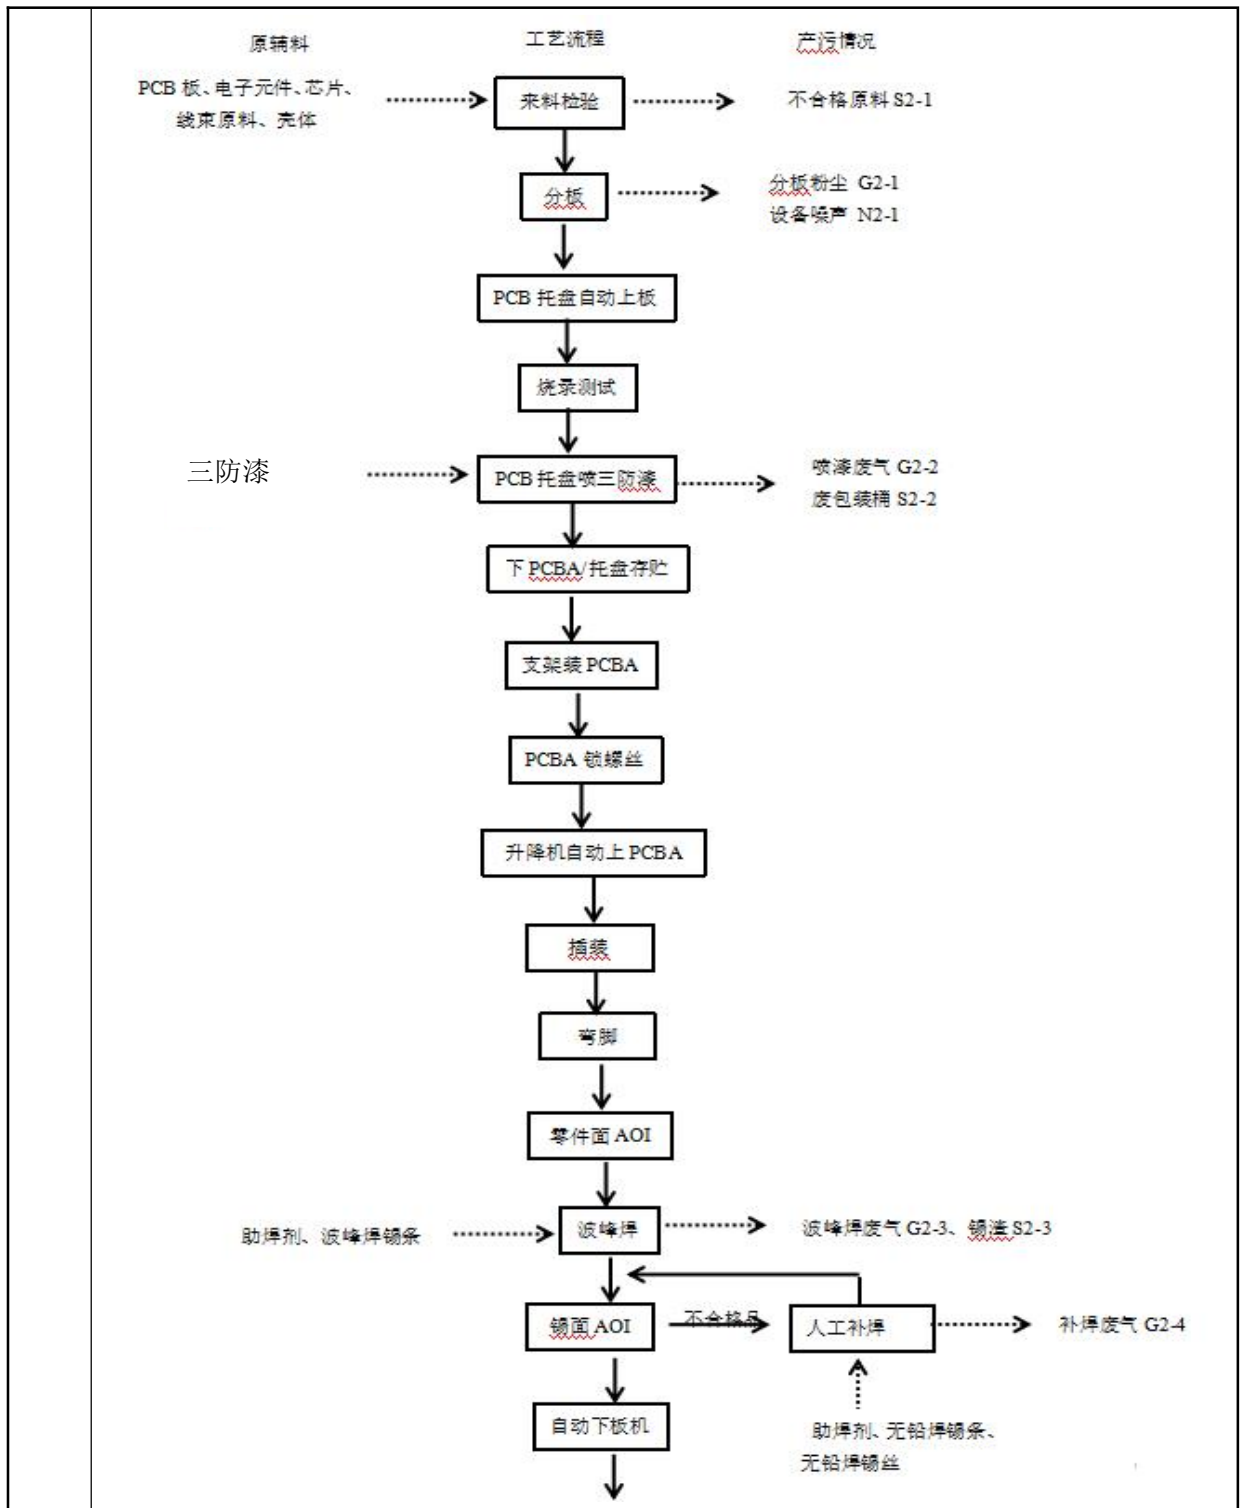 原辅料 工艺流程 产污情况
PCB 板、电子元件、芯片、
线束原料、壳体
来料检验
不合格原料 S2-1
分板
分板粉尘 G2-1
设备噪声 N2-1
PCB 托盘自动上板
烧录测试
三防漆
PCB 托盘喷三防漆
喷漆废气 G2-2
废包装桶 S2-2
下 PCBA/托盘存贮
支架装 PCBA
PCBA 锁螺丝
升降机自动上 PCBA
插装
弯脚
零件面 AOI
助焊剂、波峰焊锡条
波峰焊
波峰焊废气 G2-3、锡渣 S2-3
锡面 AOI
不合格品
人工补焊
补焊废气 G2-4
自动下板机
助焊剂、无铅焊锡条、
无铅焊锡丝